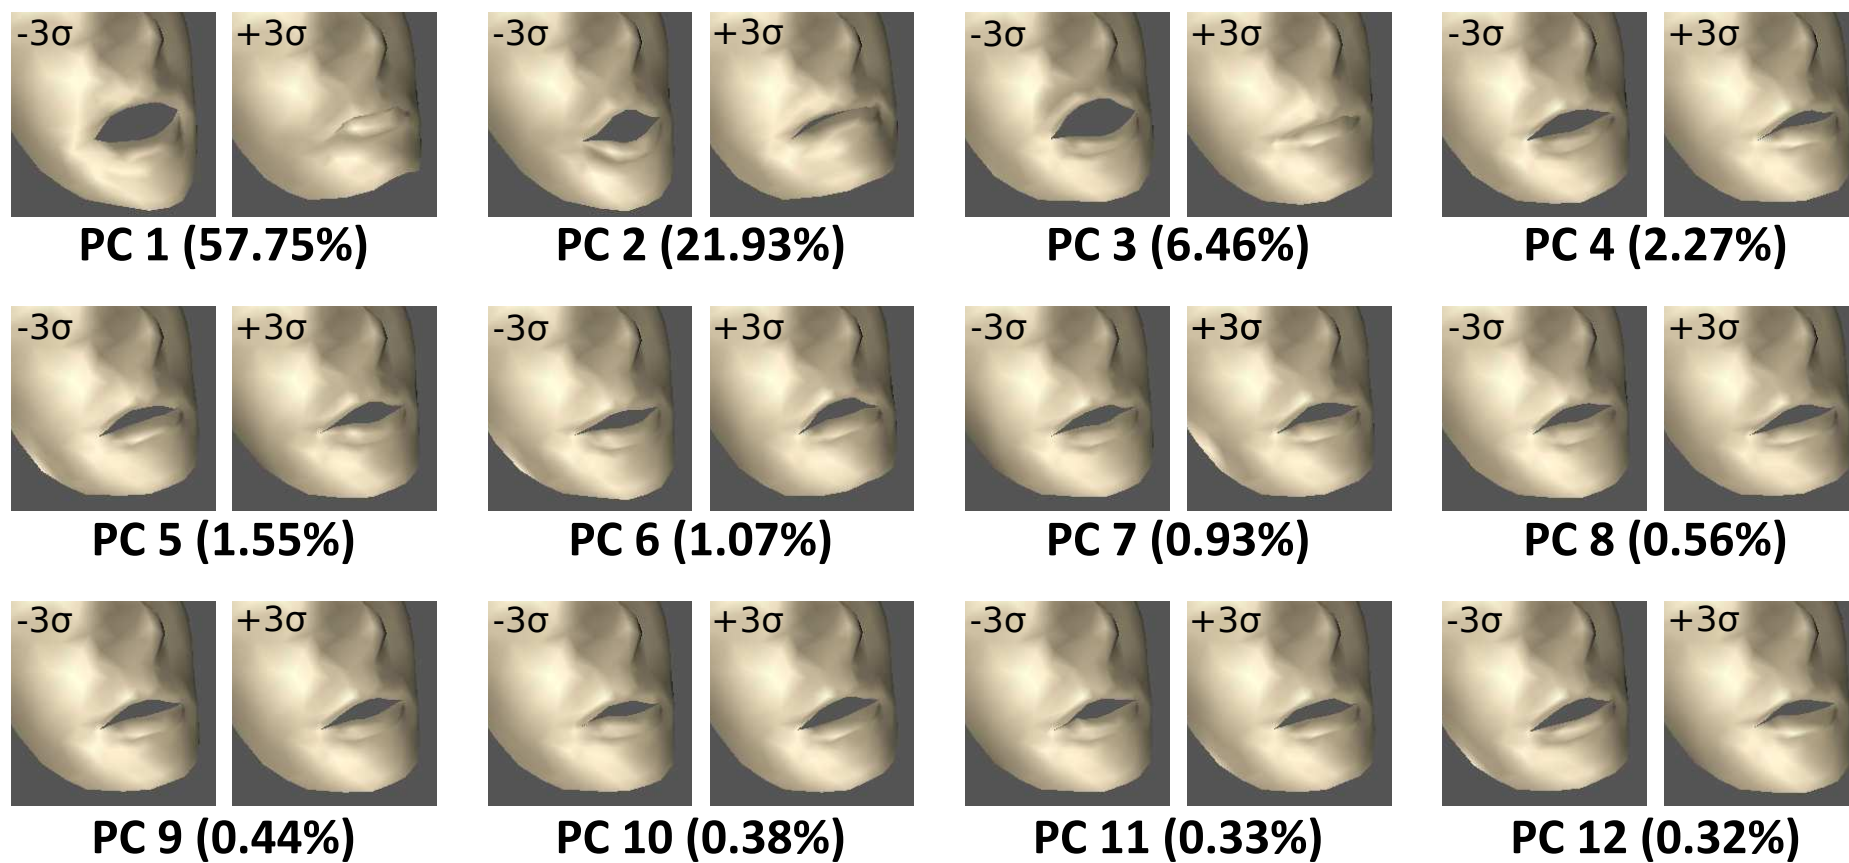 -3σ +3σ -3σ +3σ -3σ +3σ -3σ +3σ
PC 1 (57.75%) PC 2 (21.93%) PC 3 (6.46%) PC 4 (2.27%)
-3σ +3σ -3σ +3σ -3σ +3σ -3σ +3σ
PC 5 (1.55%) PC 6 (1.07%) PC 7 (0.93%) PC 8 (0.56%)
-3σ +3σ -3σ +3σ -3σ +3σ -3σ +3σ
PC 9 (0.44%) PC 10 (0.38%) PC 11 (0.33%) PC 12 (0.32%)